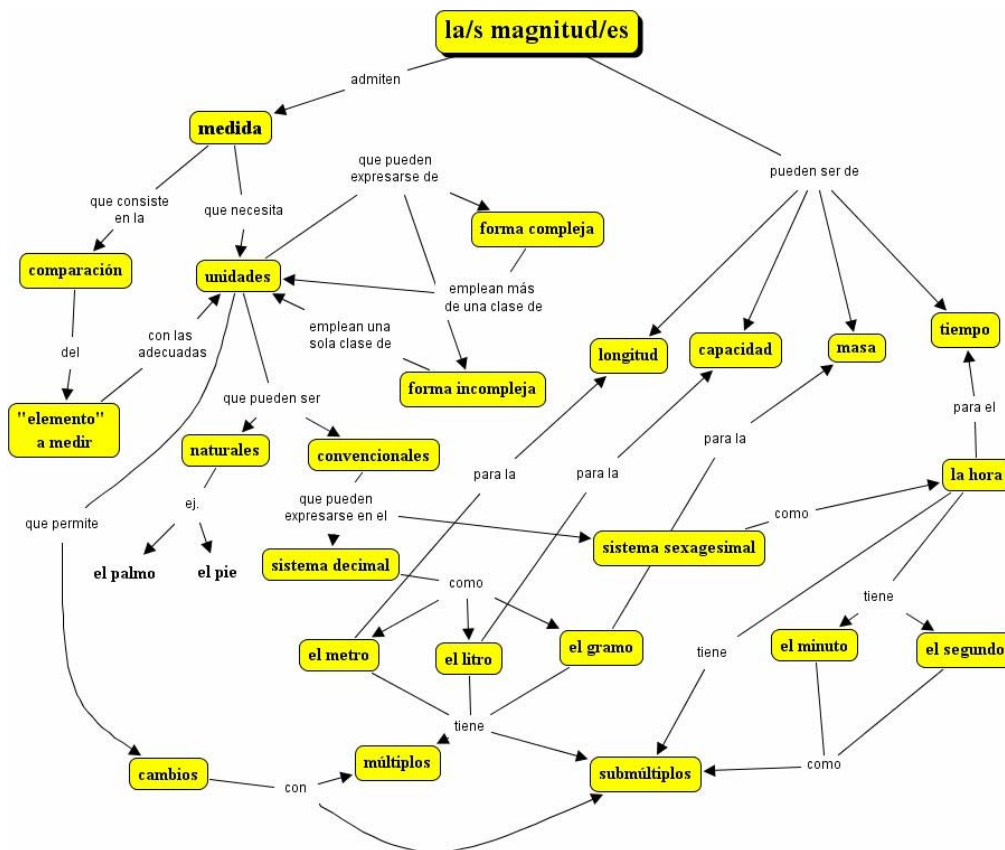 la/s magnitud/es
admiten
medida
que pueden
expresarse de
pueden ser de
que consiste
en la
que necesita
forma compleja
comparación
unidades
emplean más
de una clase de
tiempo
con las
adecuadas
emplean una
sola clase de
longitud
capacidad
masa
del
forma incompleja
"elemento"
a medir
que pueden ser
para el
naturales
convencionales
para la
para la
para la
la hora
ej.
que pueden
expresarse en el
como
que permite
el palmo
el pie
sistema decimal
sistema sexagesimal
como
tiene
el metro
el litro
el gramo
tiene
el minuto
el segundo
tiene
múltiplos
submúltiplos
como
cambios
con